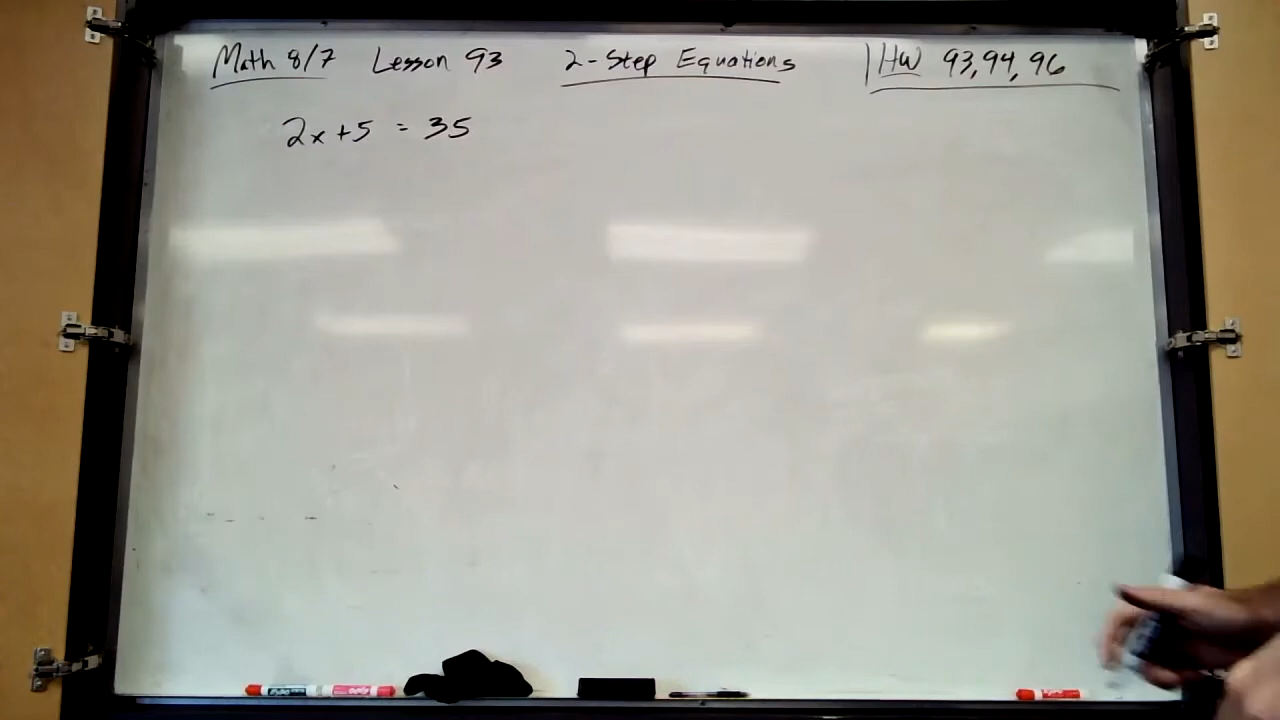 Math 8/7 Lesson 93 2-Step Equations HW 93, 94, 96
2x + 5 = 35